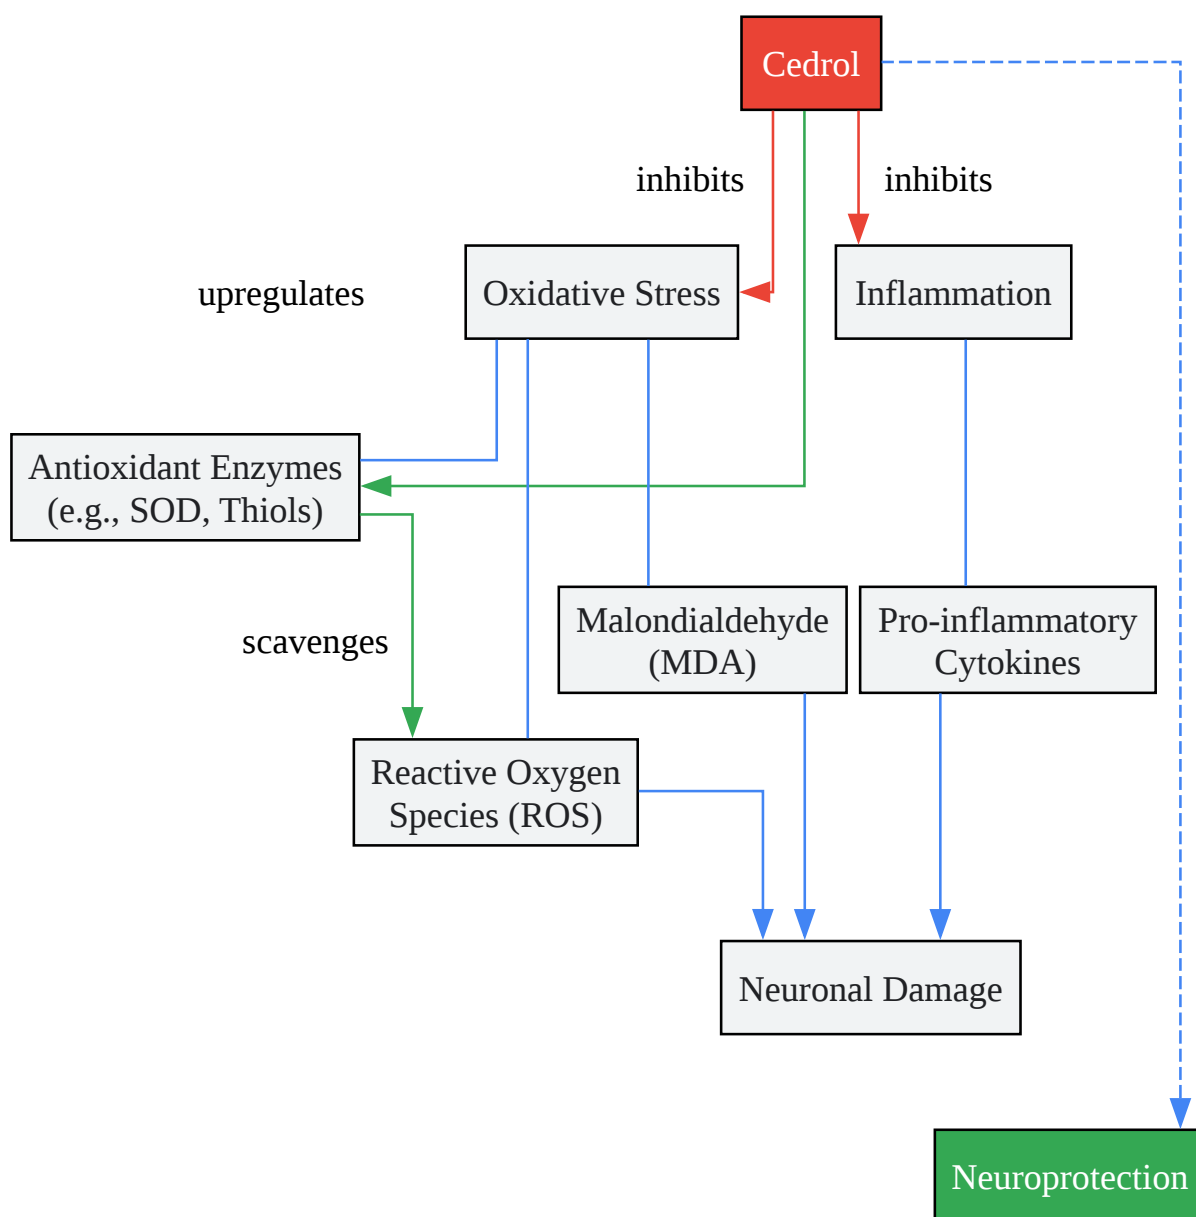 Cedrol
inhibits
inhibits
Oxidative Stress
Inflammation
upregulates
Antioxidant Enzymes
(e.g., SOD, Thiols)
Malondialdehyde
(MDA)
Pro-inflammatory
Cytokines
scavenges
Reactive Oxygen
Species (ROS)
Neuronal Damage
Neuroprotection